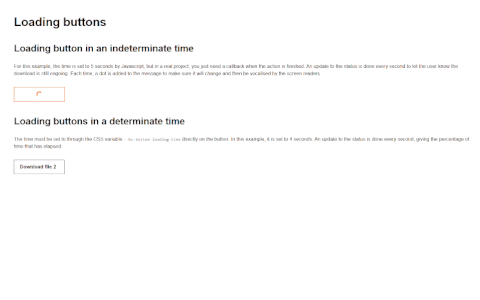 Loading buttons
Loading button in an indeterminate time
For this example, the time is set to 5 seconds by Javascript, but in a real project, you just need a callback when the action is finished. An update to the status is done every second to let the user know the
download is still ongoing. Each time, a dot is added to the message to make sure it will change and then be vocalised by the screen readers.
Loading buttons in a determinate time
The time must be set to through the CSS variable directly on the button. In this example, it is set to 4 seconds. An update to the status is done every second, giving the percentage of
time that has elapsed.
Download file 2